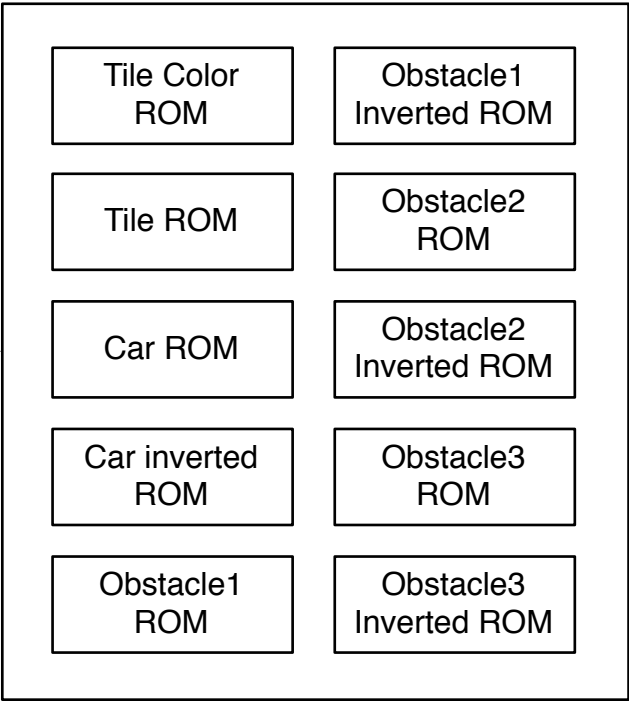 Tile Color
ROM
Tile ROM
Car ROM
Car inverted
ROM
Obstacle1
ROM
Obstacle1
Inverted ROM
Obstacle2
ROM
Obstacle2
Inverted ROM
Obstacle3
ROM
Obstacle3
Inverted ROM